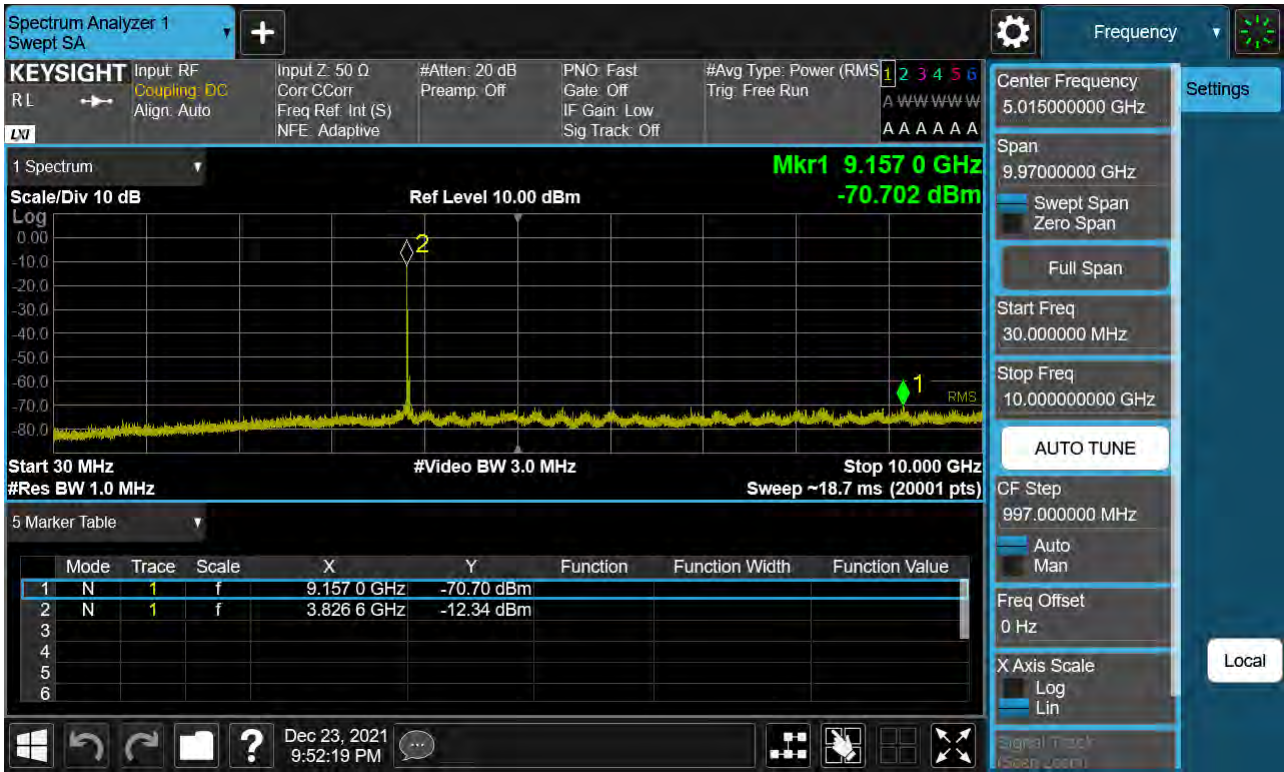 Spectrum Analyzer 1
Swept SA
Frequency
KEYSIGHT
RL
LXI
Input: RF
Coupling: DC
Align: Auto
Input Z: 50 Ω
Corr CCorr
Freq Ref: Int (S)
NFE: Adaptive
#Atten: 20 dB
Preamp: Off
PNO: Fast
Gate: Off
IF Gain: Low
Sig Track: Off
#Avg Type: Power (RMS
Trig: Free Run
1 2 3 4 5 6
A W W W W W
A A A A A A
1 Spectrum
Scale/Div 10 dB
Ref Level 10.00 dBm
Mkr1 9.157 0 GHz
-70.702 dBm
Log
0.00
-10.0
-20.0
-30.0
-40.0
-50.0
-60.0
-70.0
-80.0
2
1
RMS
Start 30 MHz
#Video BW 3.0 MHz
Stop 10.000 GHz
#Res BW 1.0 MHz
Sweep ~18.7 ms (20001 pts)
5 Marker Table
Mode Trace Scale X Y Function Function Width Function Value
1 N 1 f 9.157 0 GHz -70.70 dBm
2 N 1 f 3.826 6 GHz -12.34 dBm
3
4
5
6
Dec 23, 2021
9:52:19 PM
Center Frequency
5.015000000 GHz
Settings
Span
9.97000000 GHz
Swept Span
Zero Span
Full Span
Start Freq
30.000000 MHz
Stop Freq
10.000000000 GHz
AUTO TUNE
CF Step
997.000000 MHz
Auto
Man
Freq Offset
0 Hz
X Axis Scale
Log
Lin
Local
Signal Track
(Span Zoom)